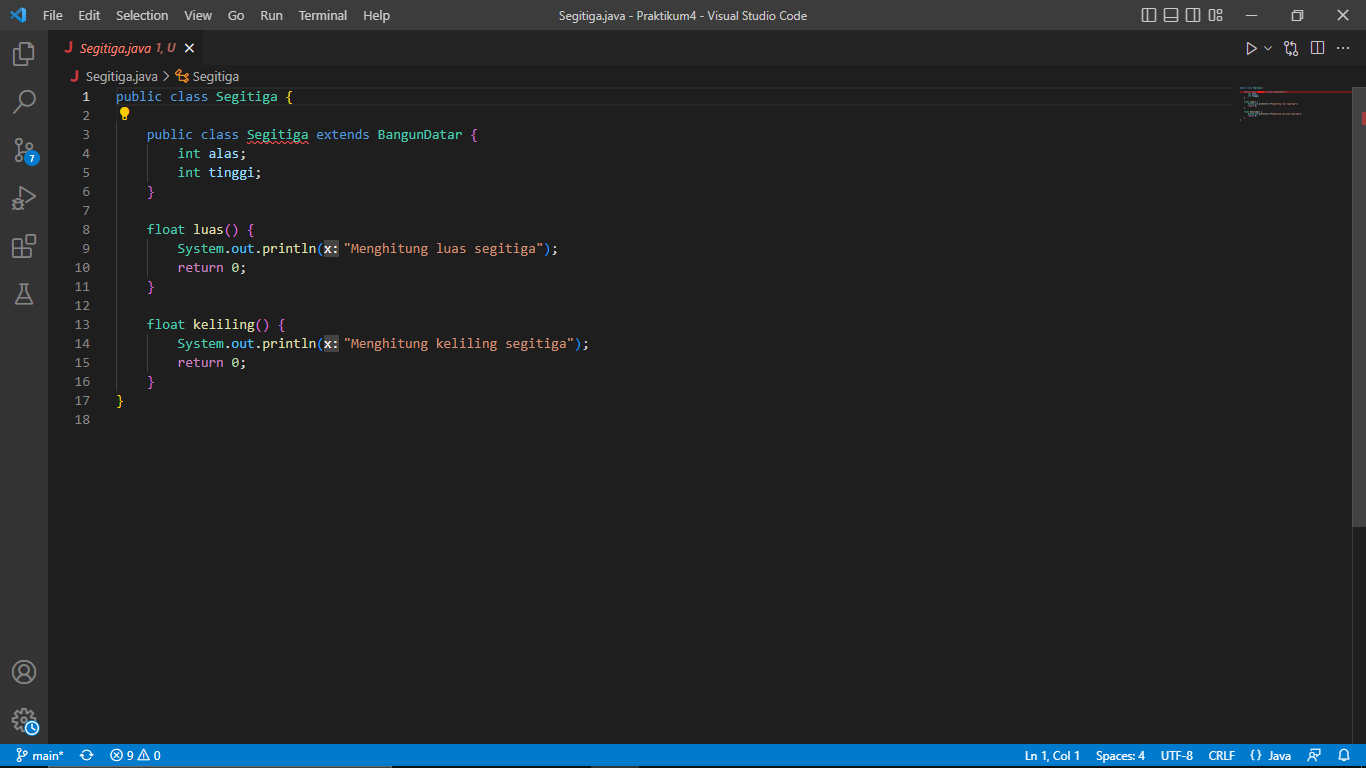 File Edit Selection View Go Run Terminal Help Segitiga.java - Praktikum4 - Visual Studio Code
J Segitiga.java 1, U
J Segitiga.java > Segitiga
1 public class Segitiga {
2
3 public class Segitiga extends BangunDatar {
4 int alas;
5 int tinggi;
6 }
7
8 float luas() {
9 System.out.println(x: "Menghitung luas segitiga");
10 return 0;
11 }
12
13 float keliling() {
14 System.out.println(x: "Menghitung keliling segitiga");
15 return 0;
16 }
17 }
18
7
main* 9 0 Ln 1, Col 1 Spaces: 4 UTF-8 CRLF {} Java